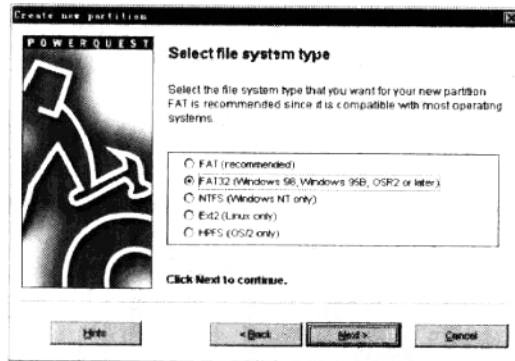 Create new partition
POWERQUEST
Select file system type
Select the file system type that you want for your new partition
FAT is recommended since it is compatible with most operating
systems.
FAT (recommended)
FAT32 (Windows 98, Windows 95B, OSR2 or later)
NTFS (Windows NT only)
Ext2 (Linux only)
HPFS (OS/2 only)
Click Next to continue.
Hints
< Back
Next >
Cancel